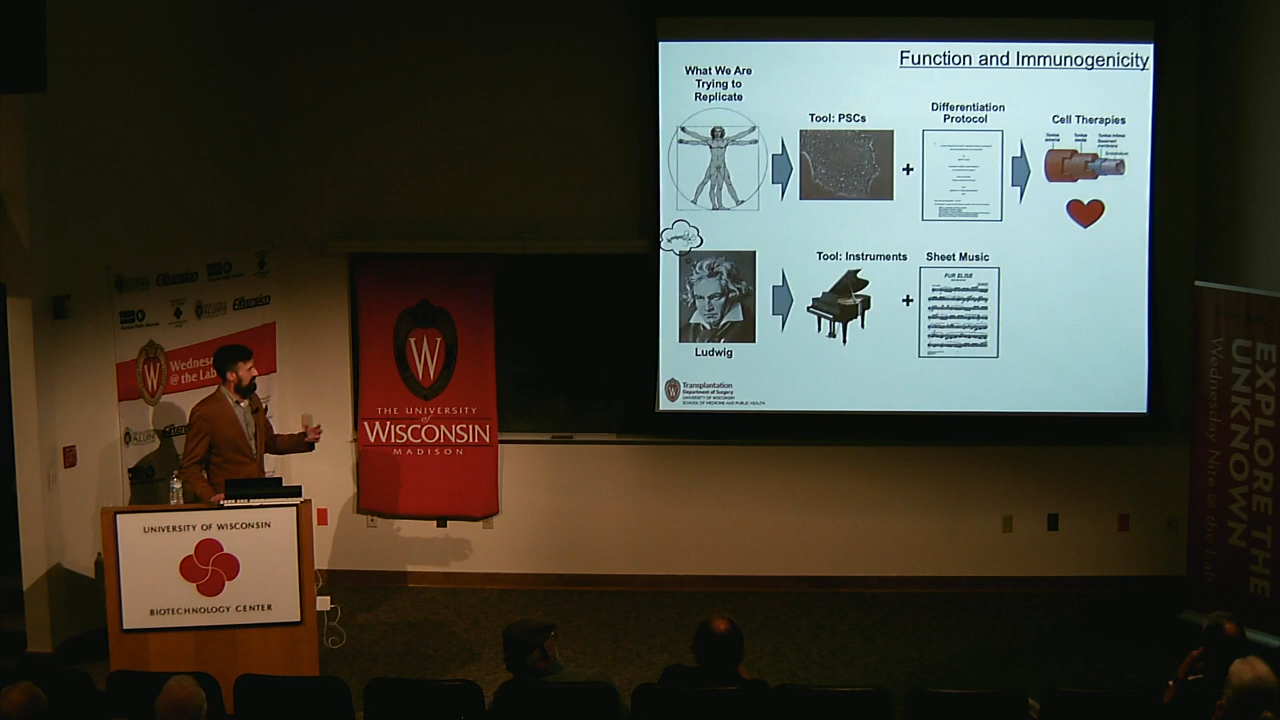 Function and Immunogenicity
What We Are
Trying to
Replicate
Tool: PSCs
+
Differentiation
Protocol
Cell Therapies
Tool: Instruments
+
Sheet Music
FUR ELISE
Ludwig
Transplantation
Department of Surgery
UNIVERSITY OF WISCONSIN
SCHOOL OF MEDICINE AND PUBLIC HEALTH
Wednes
@ the Lab
W
THE UNIVERSITY
of
WISCONSIN
MADISON
UNIVERSITY OF WISCONSIN
BIOTECHNOLOGY CENTER
EXPLORE THE
UNKNOWN
Wednesday Nite @ the Lab